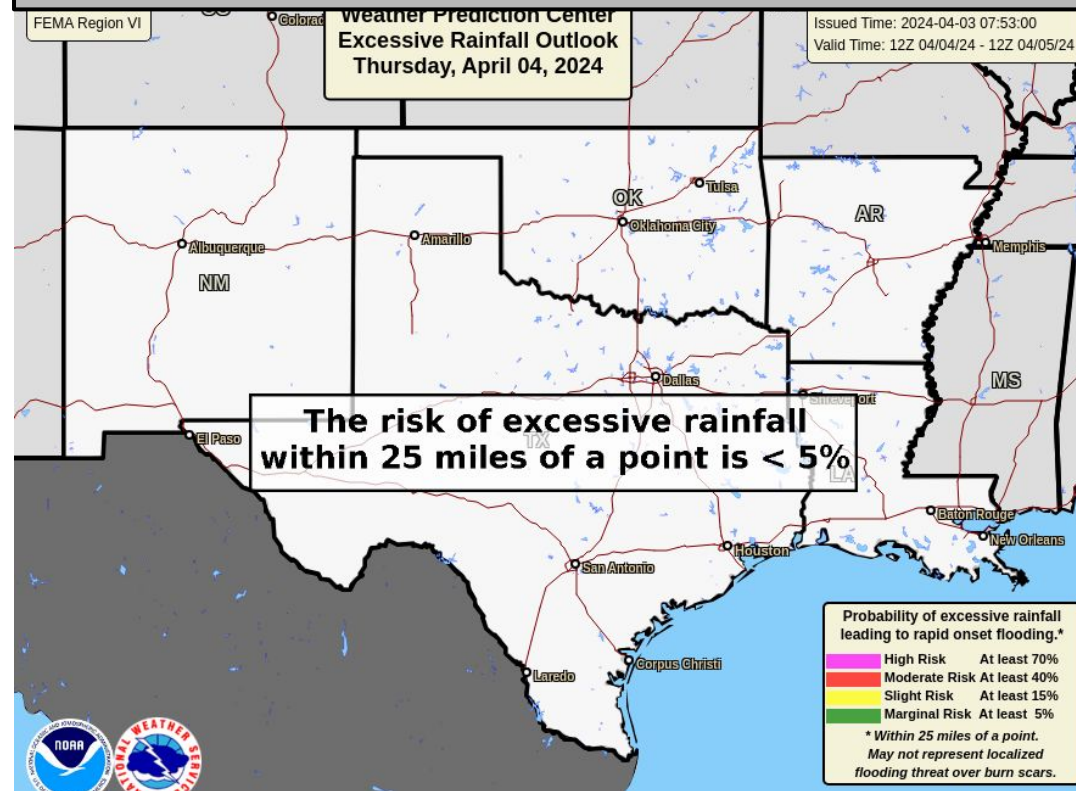 FEMA Region VI
Weather Prediction Center
Excessive Rainfall Outlook
Thursday, April 04, 2024
Issued Time: 2024-04-03 07:53:00
Valid Time: 12Z 04/04/24 - 12Z 04/05/24
Tulsa
OK
Oklahoma City
AR
Albuquerque
Amarillo
Memphis
NM
Dallas
MS
Shreveport
The risk of excessive rainfall
within 25 miles of a point is < 5%
El Paso
TX
LA
Baton Rouge
New Orleans
Houston
San Antonio
Corpus Christi
Laredo
Probability of excessive rainfall
leading to rapid onset flooding.*
High Risk At least 70%
Moderate Risk At least 40%
Slight Risk At least 15%
Marginal Risk At least 5%
* Within 25 miles of a point.
May not represent localized
flooding threat over burn scars.
NOAA